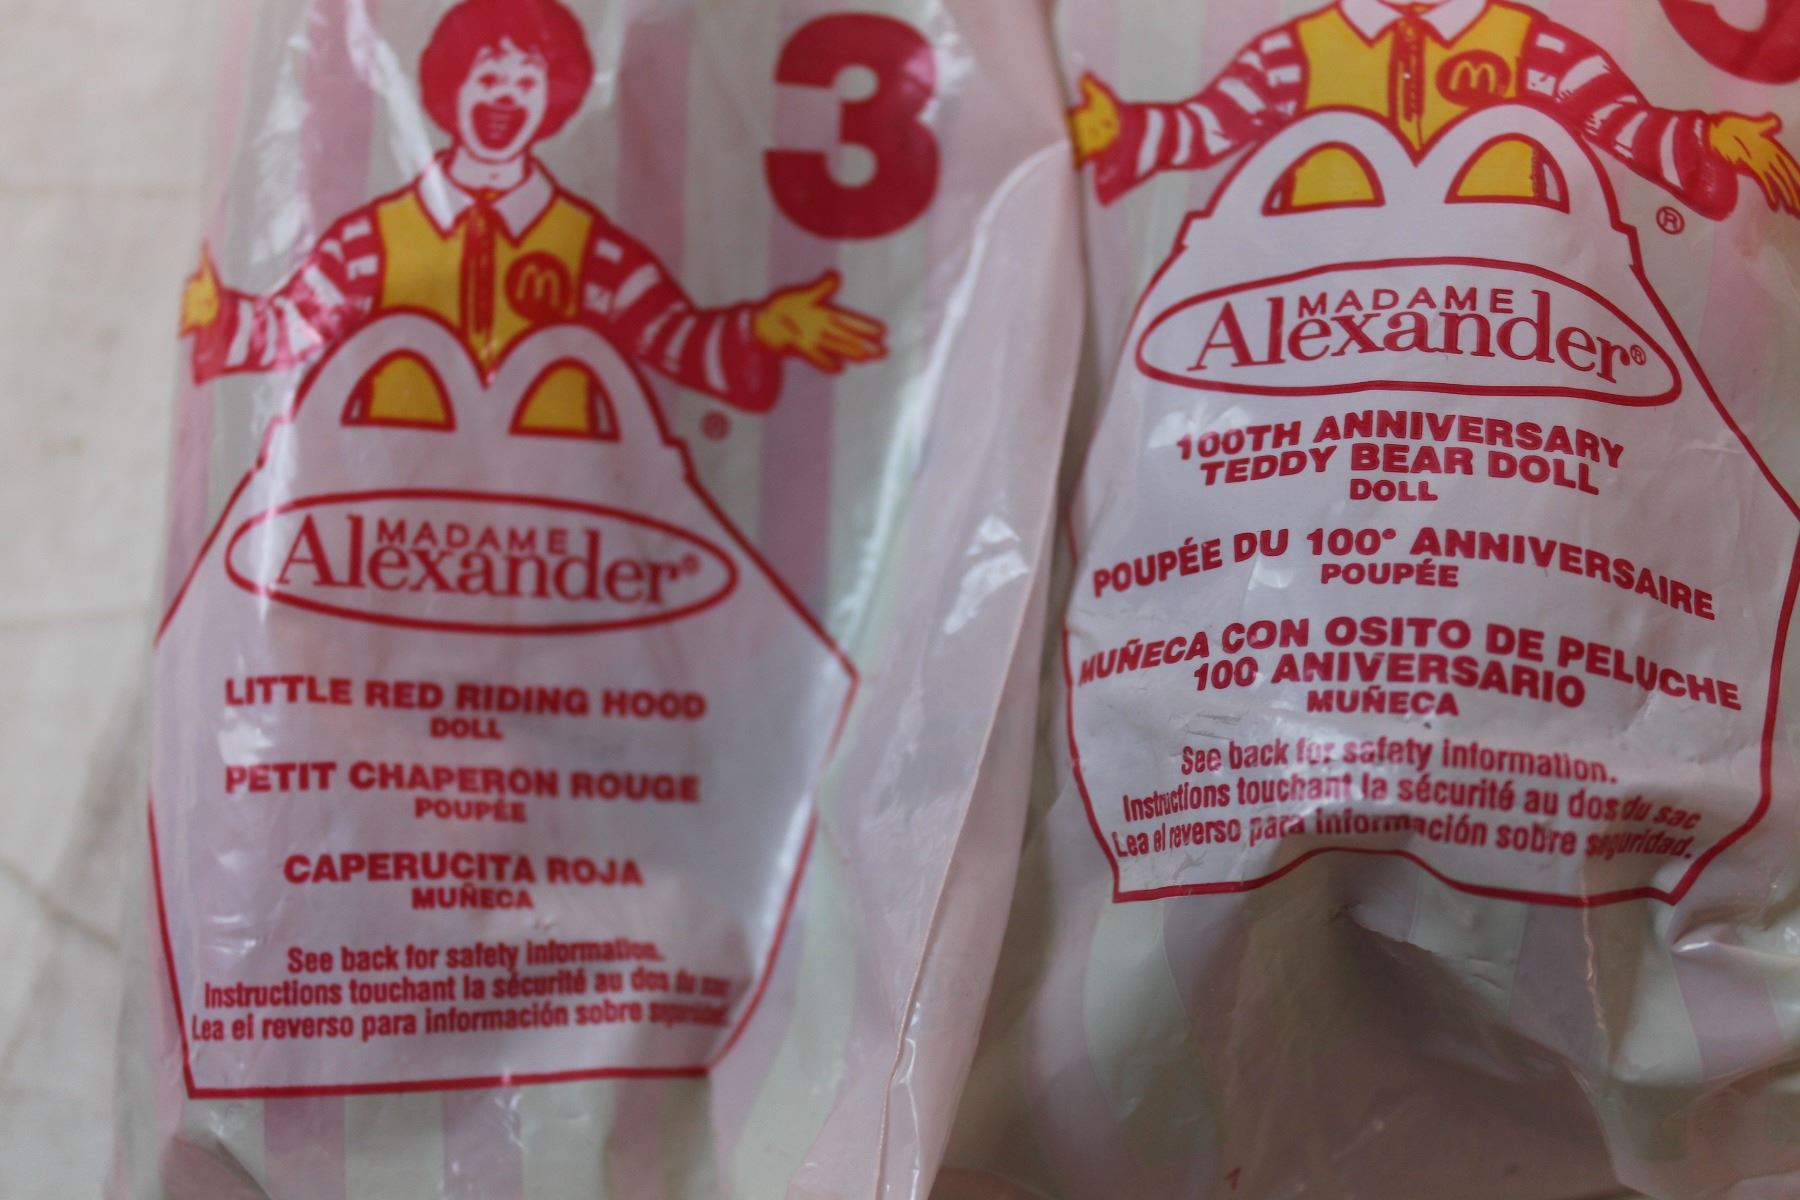 3
MADAME
Alexander®
LITTLE RED RIDING HOOD
DOLL
PETIT CHAPERON ROUGE
POUPÉE
CAPERUCITA ROJA
MUÑECA
See back for safety information.
Instructions touchant la sécurité au dos du sac
Lea el reverso para información sobre
®
MADAME
Alexander®
100TH ANNIVERSARY
TEDDY BEAR DOLL
DOLL
POUPÉE DU 100° ANNIVERSAIRE
POUPÉE
MUÑECA CON OSITO DE PELUCHE
100 ANIVERSARIO
MUÑECA
See back for safety information.
Instructions touchant la sécurité au dos du sac
Lea el reverso para información sobre seguridad.